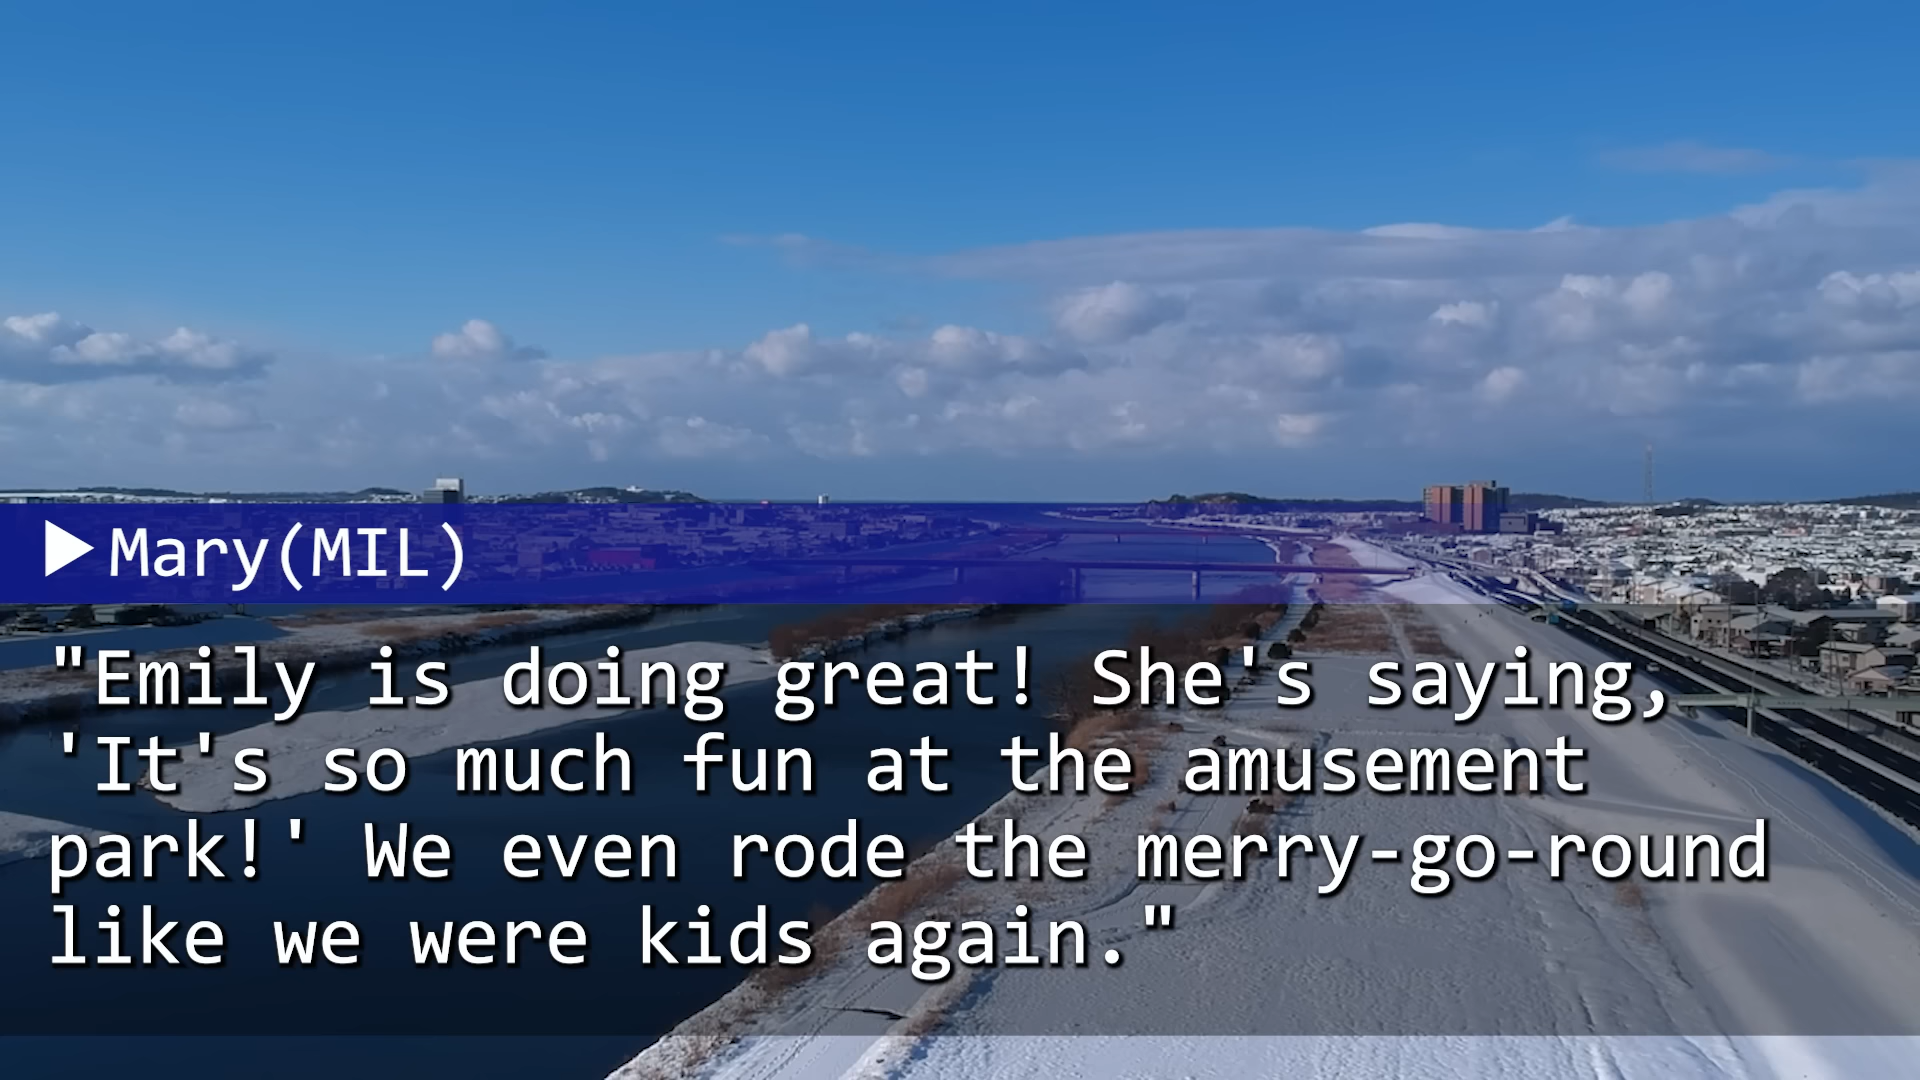 Mary(MIL)
"Emily is doing great! She's saying,
'It's so much fun at the amusement
park!' We even rode the merry-go-round
like we were kids again."